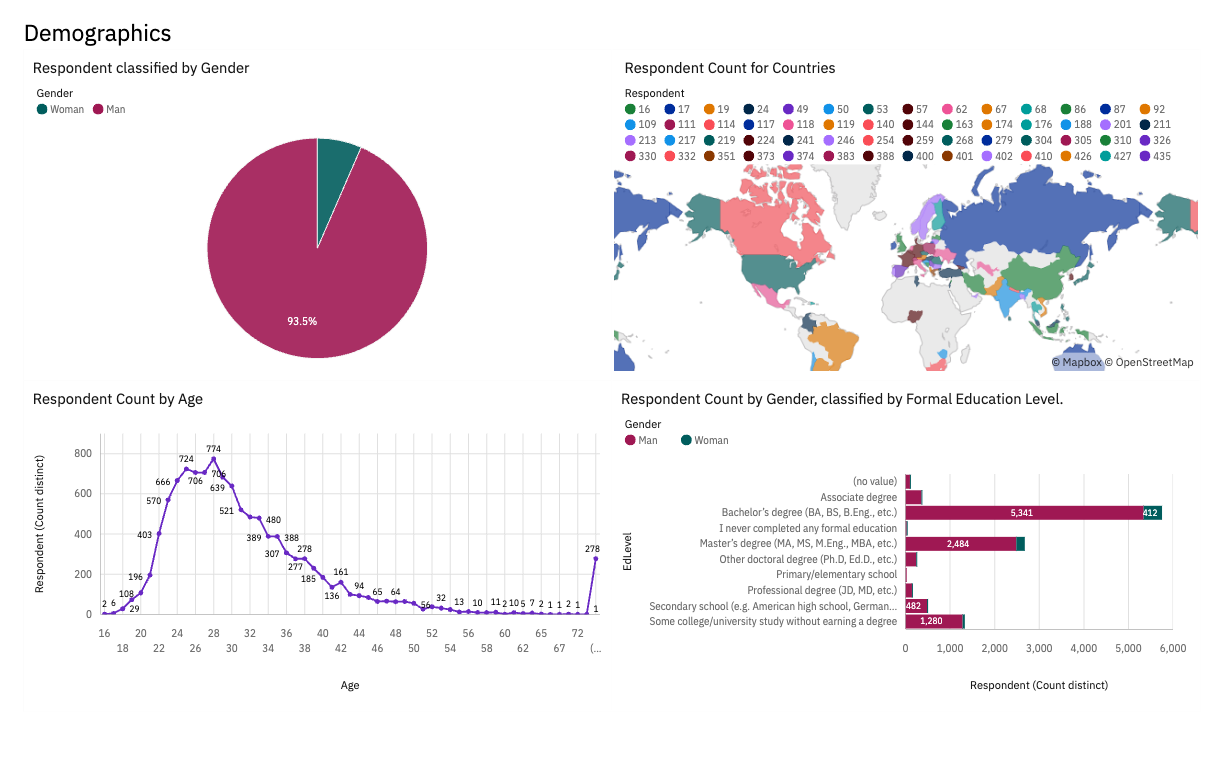 Demographics
Respondent classified by Gender
Gender
Woman Man
93.5%
Respondent Count for Countries
Respondent
16 17 19 24 49 50 53 57 62 67 68 86 87 92
109 111 114 117 118 119 140 144 163 174 176 188 201 211
213 217 219 224 241 246 254 259 268 279 304 305 310 326
330 332 351 373 374 383 388 400 401 402 410 426 427 435
© Mapbox © OpenStreetMap
Respondent Count by Age
Respondent (Count distinct)
800
600
400
200
0
2 6 29 108 196 403 570 666 724 706 774 706 639 521 389 480 307 388 277 278 185 136 161 94 65 64 56 32 13 10 11 2 10 5 7 2 1 2 1 278 1
16 20 24 28 32 36 40 44 48 52 56 60 65 72
18 22 26 30 34 38 42 46 50 54 58 62 67 (...
Age
Respondent Count by Gender, classified by Formal Education Level.
Gender
Man Woman
EdLevel
(no value)
Associate degree
Bachelor's degree (BA, BS, B.Eng., etc.) 5,341 412
I never completed any formal education
Master's degree (MA, MS, M.Eng., MBA, etc.) 2,484
Other doctoral degree (Ph.D, Ed.D., etc.)
Primary/elementary school
Professional degree (JD, MD, etc.)
Secondary school (e.g. American high school, German... 482
Some college/university study without earning a degree 1,280
0 1,000 2,000 3,000 4,000 5,000 6,000
Respondent (Count distinct)